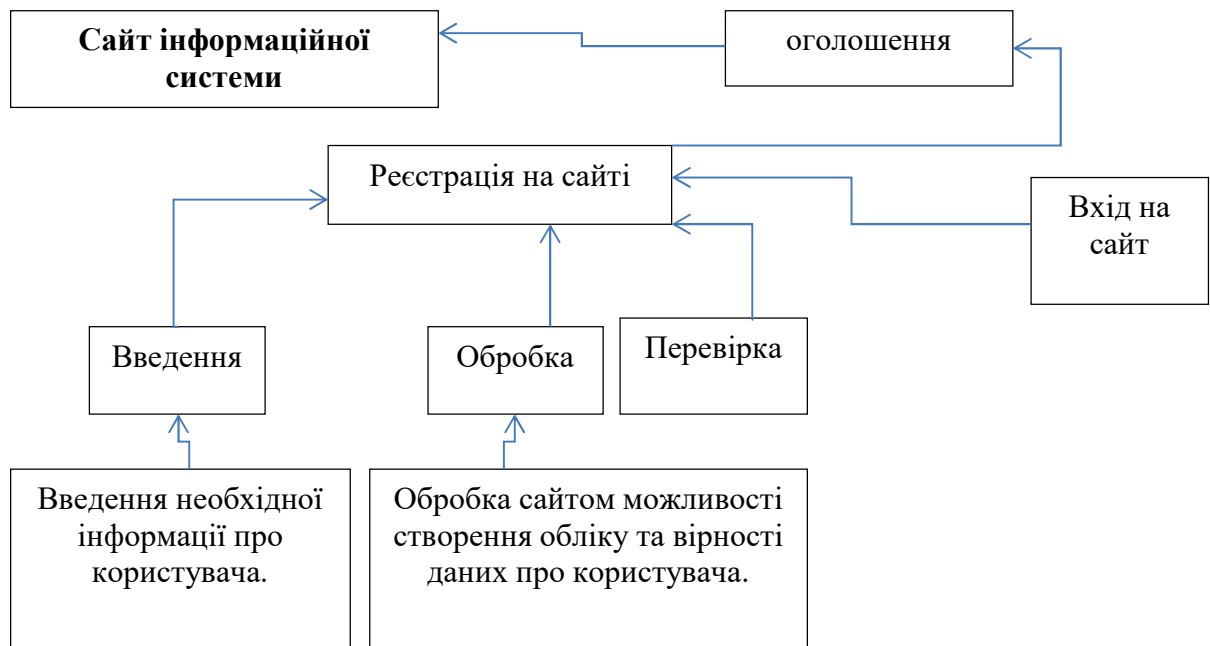 Сайт інформаційної
системи
оголошення
Реєстрація на сайті
Вхід на
сайт
Введення
Обробка
Перевірка
Введення необхідної
інформації про
користувача.
Обробка сайтом можливості
створення обліку та вірності
даних про користувача.